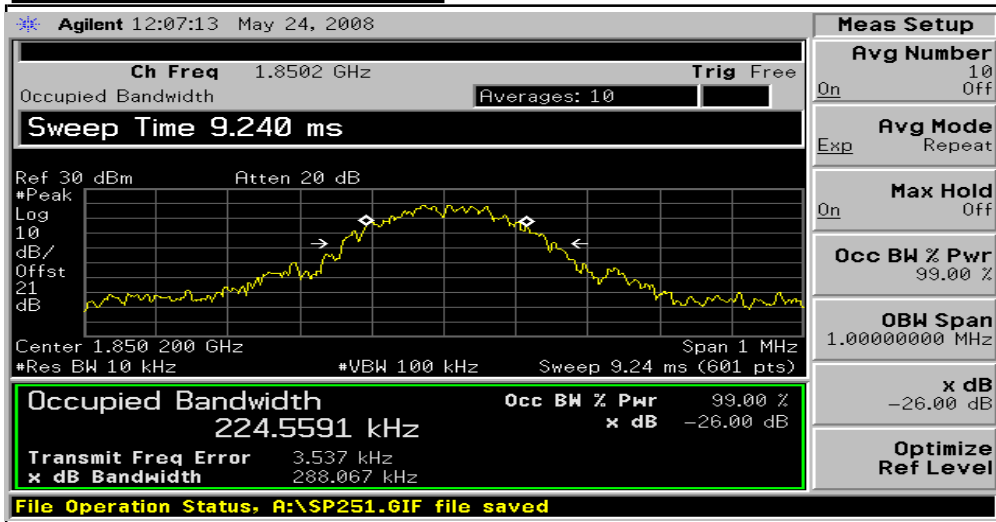 Agilent 12:07:13 May 24, 2008
Meas Setup
Ch Freq 1.8502 GHz
Trig Free
Occupied Bandwidth
Averages: 10
Sweep Time 9.240 ms
Ref 30 dBm
Atten 20 dB
#Peak
Log
10
dB/
Offst
21
dB
Center 1.850 200 GHz
Span 1 MHz
#Res BW 10 kHz
#VBW 100 kHz
Sweep 9.24 ms (601 pts)
Occupied Bandwidth
224.5591 kHz
Occ BW % Pwr 99.00 %
x dB -26.00 dB
Transmit Freq Error 3.537 kHz
x dB Bandwidth 288.067 kHz
File Operation Status, A:\SP251.GIF file saved
Avg Number
10
On Off
Avg Mode
Exp Repeat
Max Hold
On Off
Occ BW % Pwr
99.00 %
OBW Span
1.00000000 MHz
x dB
-26.00 dB
Optimize
Ref Level